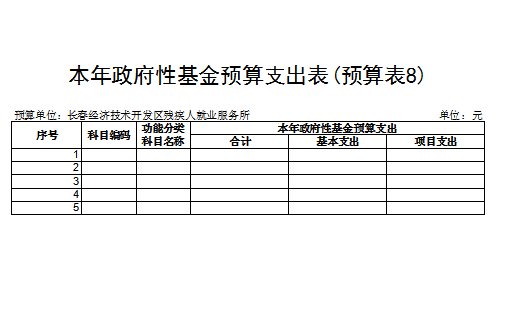 本年政府性基金预算支出表(预算表8)
预算单位：长春经济技术开发区残疾人就业服务所 单位：元
序号 科目编码 功能分类科目名称 本年政府性基金预算支出
合计 基本支出 项目支出
1
2
3
4
5